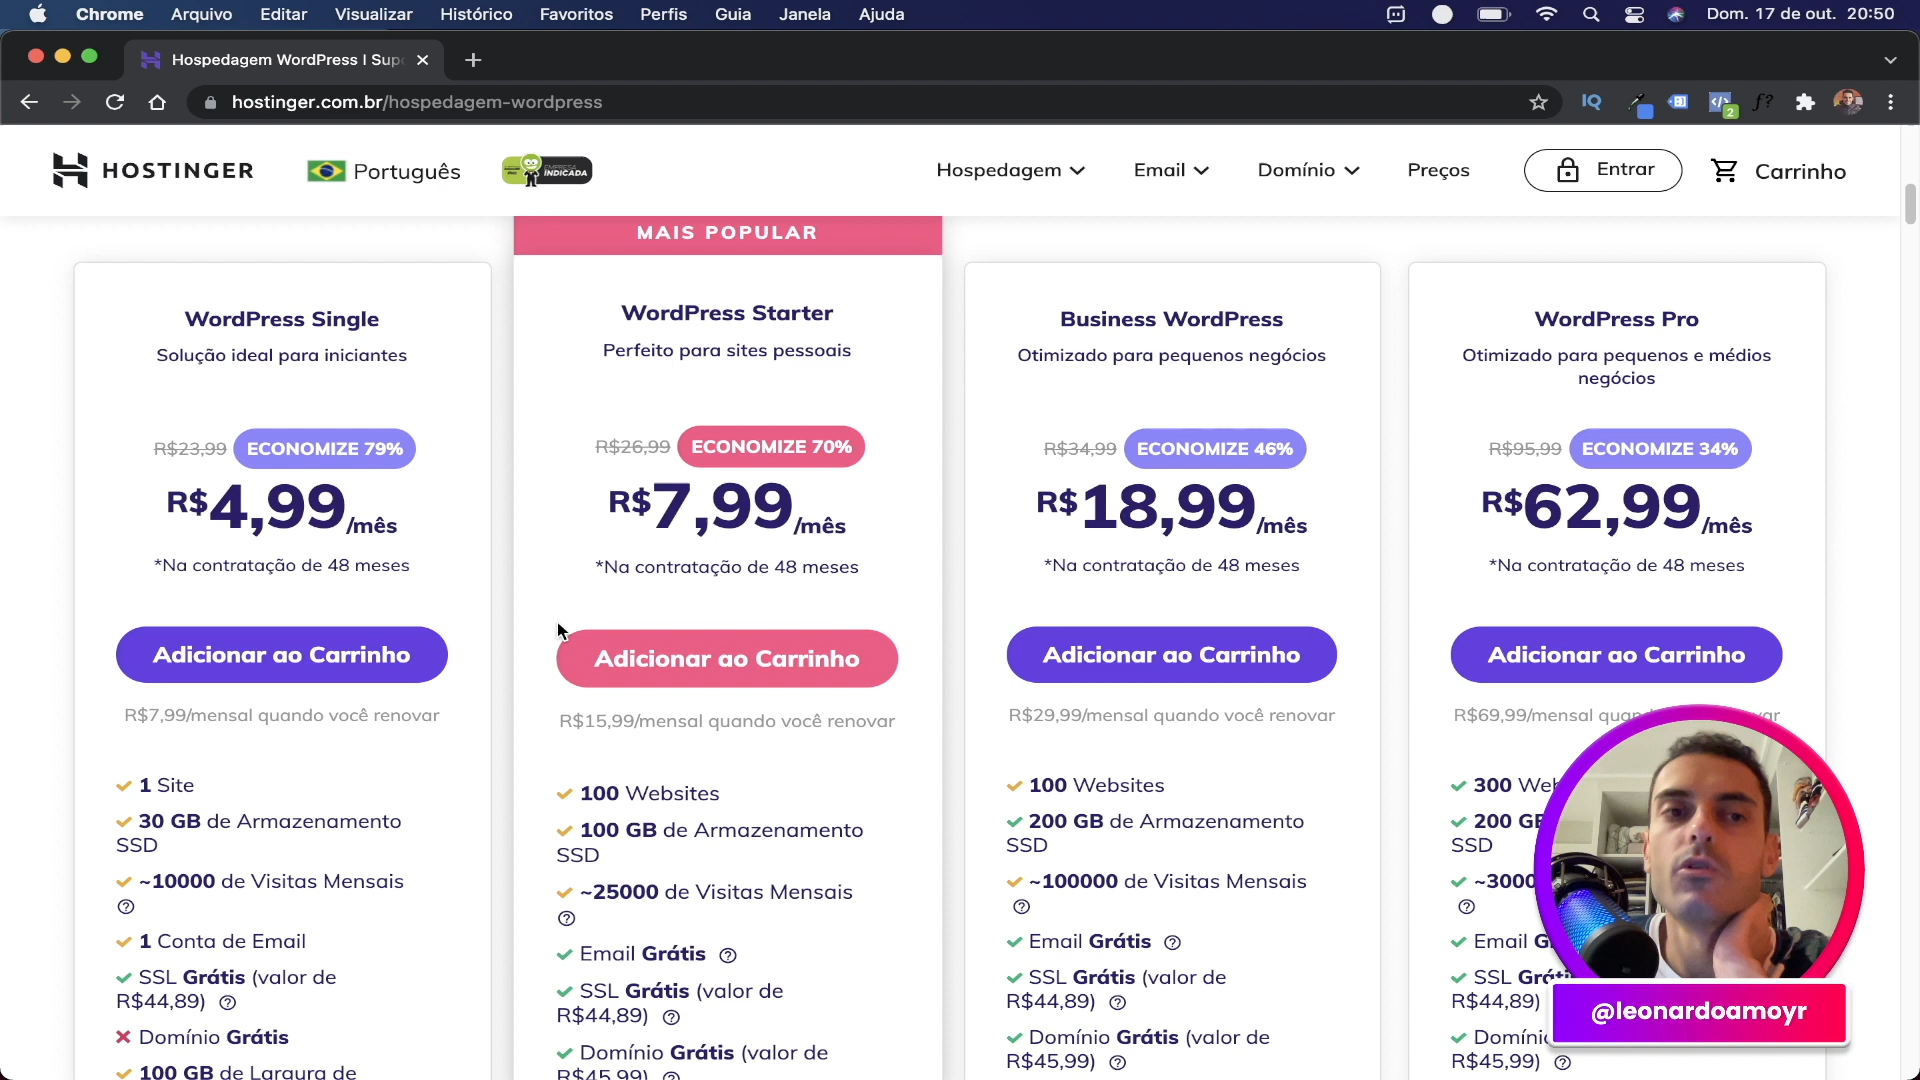 Chrome Arquivo Editar Visualizar Histórico Favoritos Perfis Guia Janela Ajuda Dom. 17 de out. 20:50
Hospedagem WordPress | Sup
hostinger.com.br/hospedagem-wordpress
IQ
</> 2
f?
HOSTINGER Português EMPRESA INDICADA Hospedagem Email Domínio Preços Entrar Carrinho
MAIS POPULAR
WordPress Single
Solução ideal para iniciantes
R$23,99 ECONOMIZE 79%
R$4,99/mês
*Na contratação de 48 meses
Adicionar ao Carrinho
R$7,99/mensal quando você renovar
1 Site
30 GB de Armazenamento
SSD
~10000 de Visitas Mensais
1 Conta de Email
SSL Grátis (valor de
R$44,89)
Domínio Grátis
100 GB de Largura de
WordPress Starter
Perfeito para sites pessoais
R$26,99 ECONOMIZE 70%
R$7,99/mês
*Na contratação de 48 meses
Adicionar ao Carrinho
R$15,99/mensal quando você renovar
100 Websites
100 GB de Armazenamento
SSD
~25000 de Visitas Mensais
Email Grátis
SSL Grátis (valor de
R$44,89)
Domínio Grátis (valor de
R$45,99)
Business WordPress
Otimizado para pequenos negócios
R$34,99 ECONOMIZE 46%
R$18,99/mês
*Na contratação de 48 meses
Adicionar ao Carrinho
R$29,99/mensal quando você renovar
100 Websites
200 GB de Armazenamento
SSD
~100000 de Visitas Mensais
Email Grátis
SSL Grátis (valor de
R$44,89)
Domínio Grátis (valor de
R$45,99)
WordPress Pro
Otimizado para pequenos e médios
negócios
R$95,99 ECONOMIZE 34%
R$62,99/mês
*Na contratação de 48 meses
Adicionar ao Carrinho
R$69,99/mensal
300
200
SSD
Email
SSL
R$44,89)
R$45,99)
@leonardoamoyr